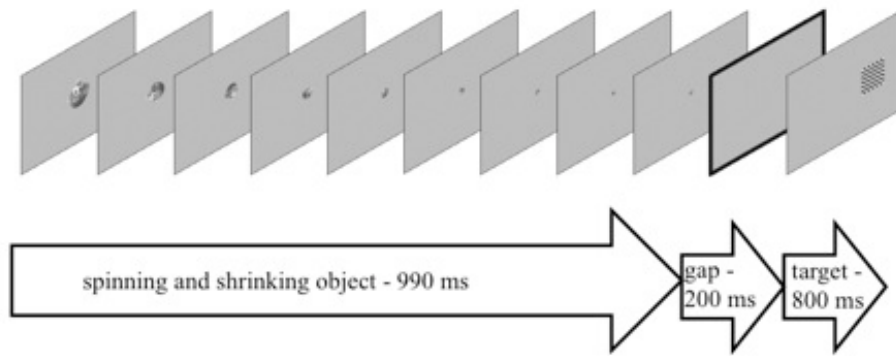 spinning and shrinking object - 990 ms
gap -
200 ms
target -
800 ms